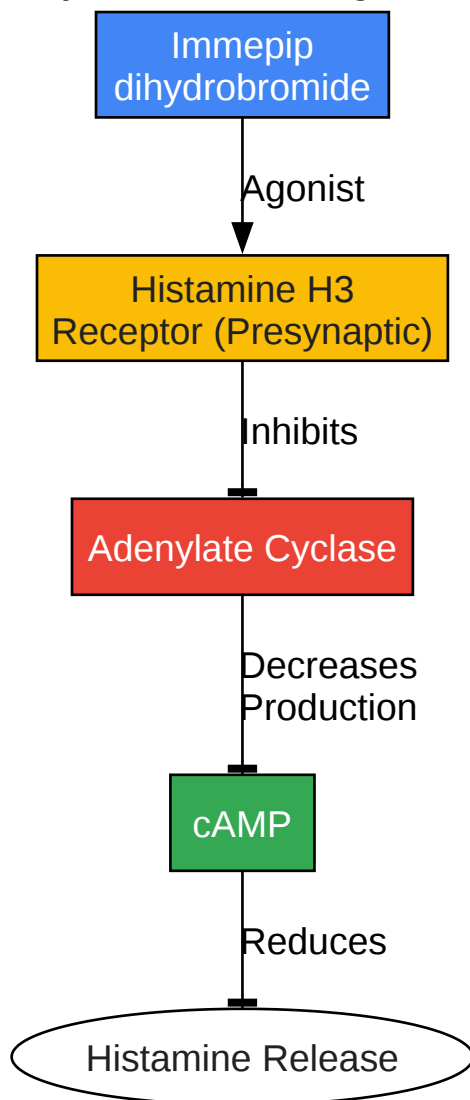 Immepip
dihydrobromide
Agonist
Histamine H3
Receptor (Presynaptic)
Inhibits
Adenylate Cyclase
Decreases
Production
cAMP
Reduces
Histamine Release